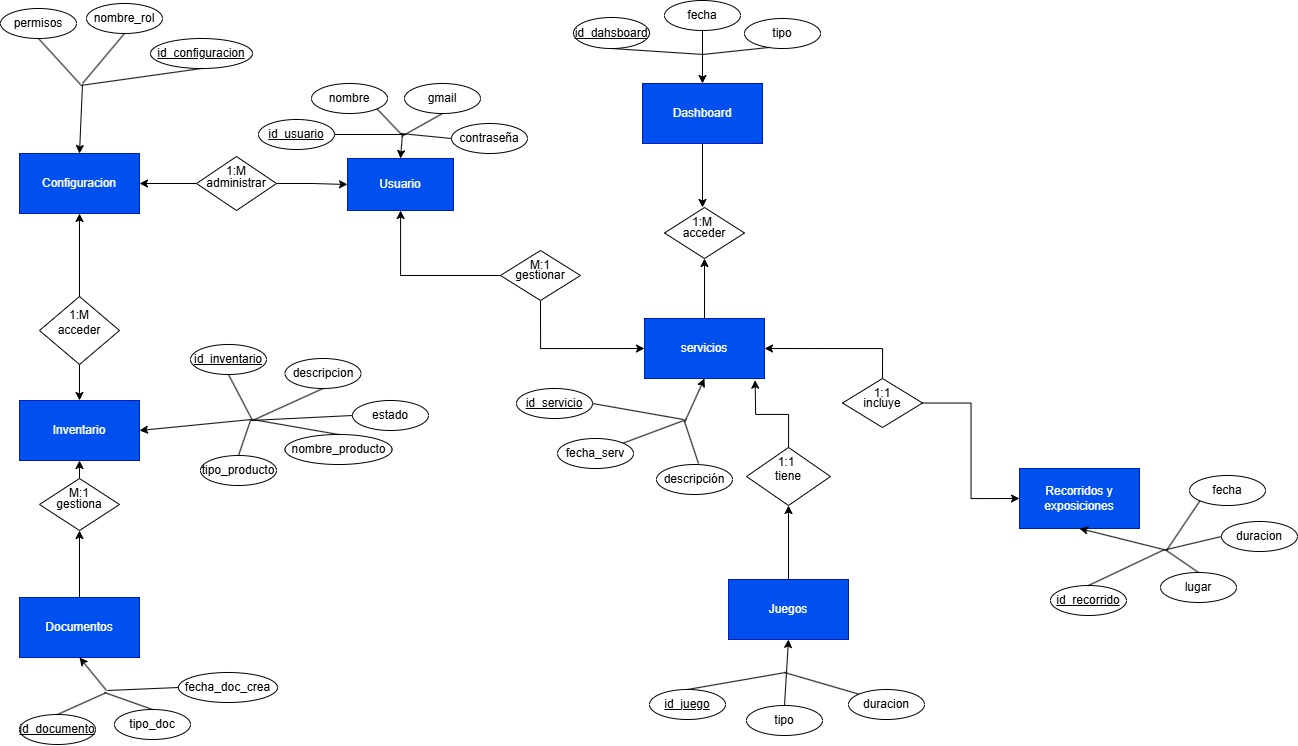 permisos
nombre_rol
id_configuracion
Configuracion
1:M
administrar
nombre
gmail
id_usuario
contraseña
Usuario
id_dahsboard
fecha
tipo
Dashboard
1:M
acceder
M:1
gestionar
servicios
id_servicio
fecha_serv
descripción
1:1
incluye
1:1
tiene
Recorridos y
exposiciones
fecha
duracion
lugar
id_recorrido
Juegos
id_juego
tipo
duracion
1:M
acceder
Inventario
id_inventario
descripcion
estado
nombre_producto
tipo_producto
M:1
gestiona
Documentos
fecha_doc_crea
tipo_doc
id_documento